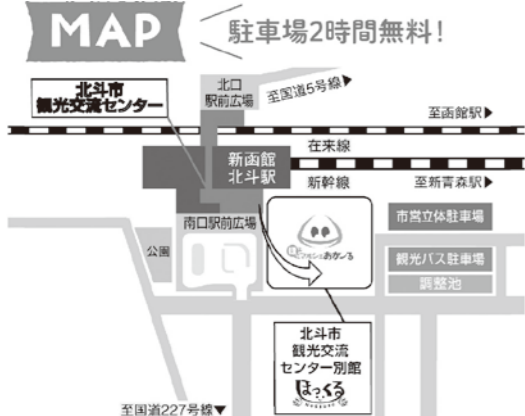 MAP
駐車場2時間無料!
北斗市
観光交流センター
北口
駅前広場
至国道5号線▶
至函館駅▶
在来線
新函館
北斗駅
新幹線
至新青森駅▶
南口駅前広場
市営立体駐車場
公園
おがーる
観光バス駐車場
調整池
北斗市
観光交流
センター別館
ほっくる
至国道227号線▼